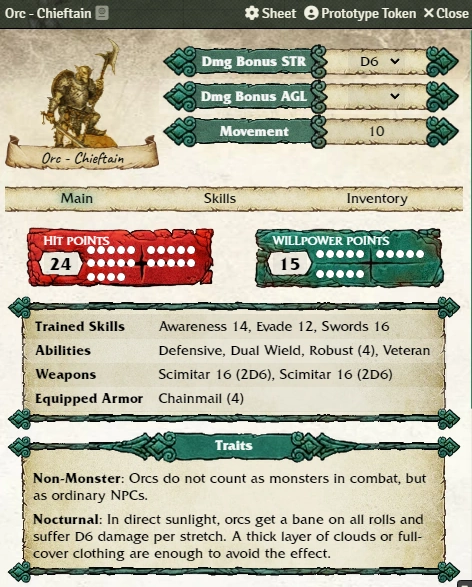 Orc - Chieftain Sheet Prototype Token Close
Dmg Bonus STR D6
Dmg Bonus AGL
Movement 10
Orc - Chieftain
Main Skills Inventory
HIT POINTS
24
WILLPOWER POINTS
15
Trained Skills Awareness 14, Evade 12, Swords 16
Abilities Defensive, Dual Wield, Robust (4), Veteran
Weapons Scimitar 16 (2D6), Scimitar 16 (2D6)
Equipped Armor Chainmail (4)
Traits
Non-Monster: Orcs do not count as monsters in combat, but
as ordinary NPCs.
Nocturnal: In direct sunlight, orcs get a bane on all rolls and
suffer D6 damage per stretch. A thick layer of clouds or full-
cover clothing are enough to avoid the effect.